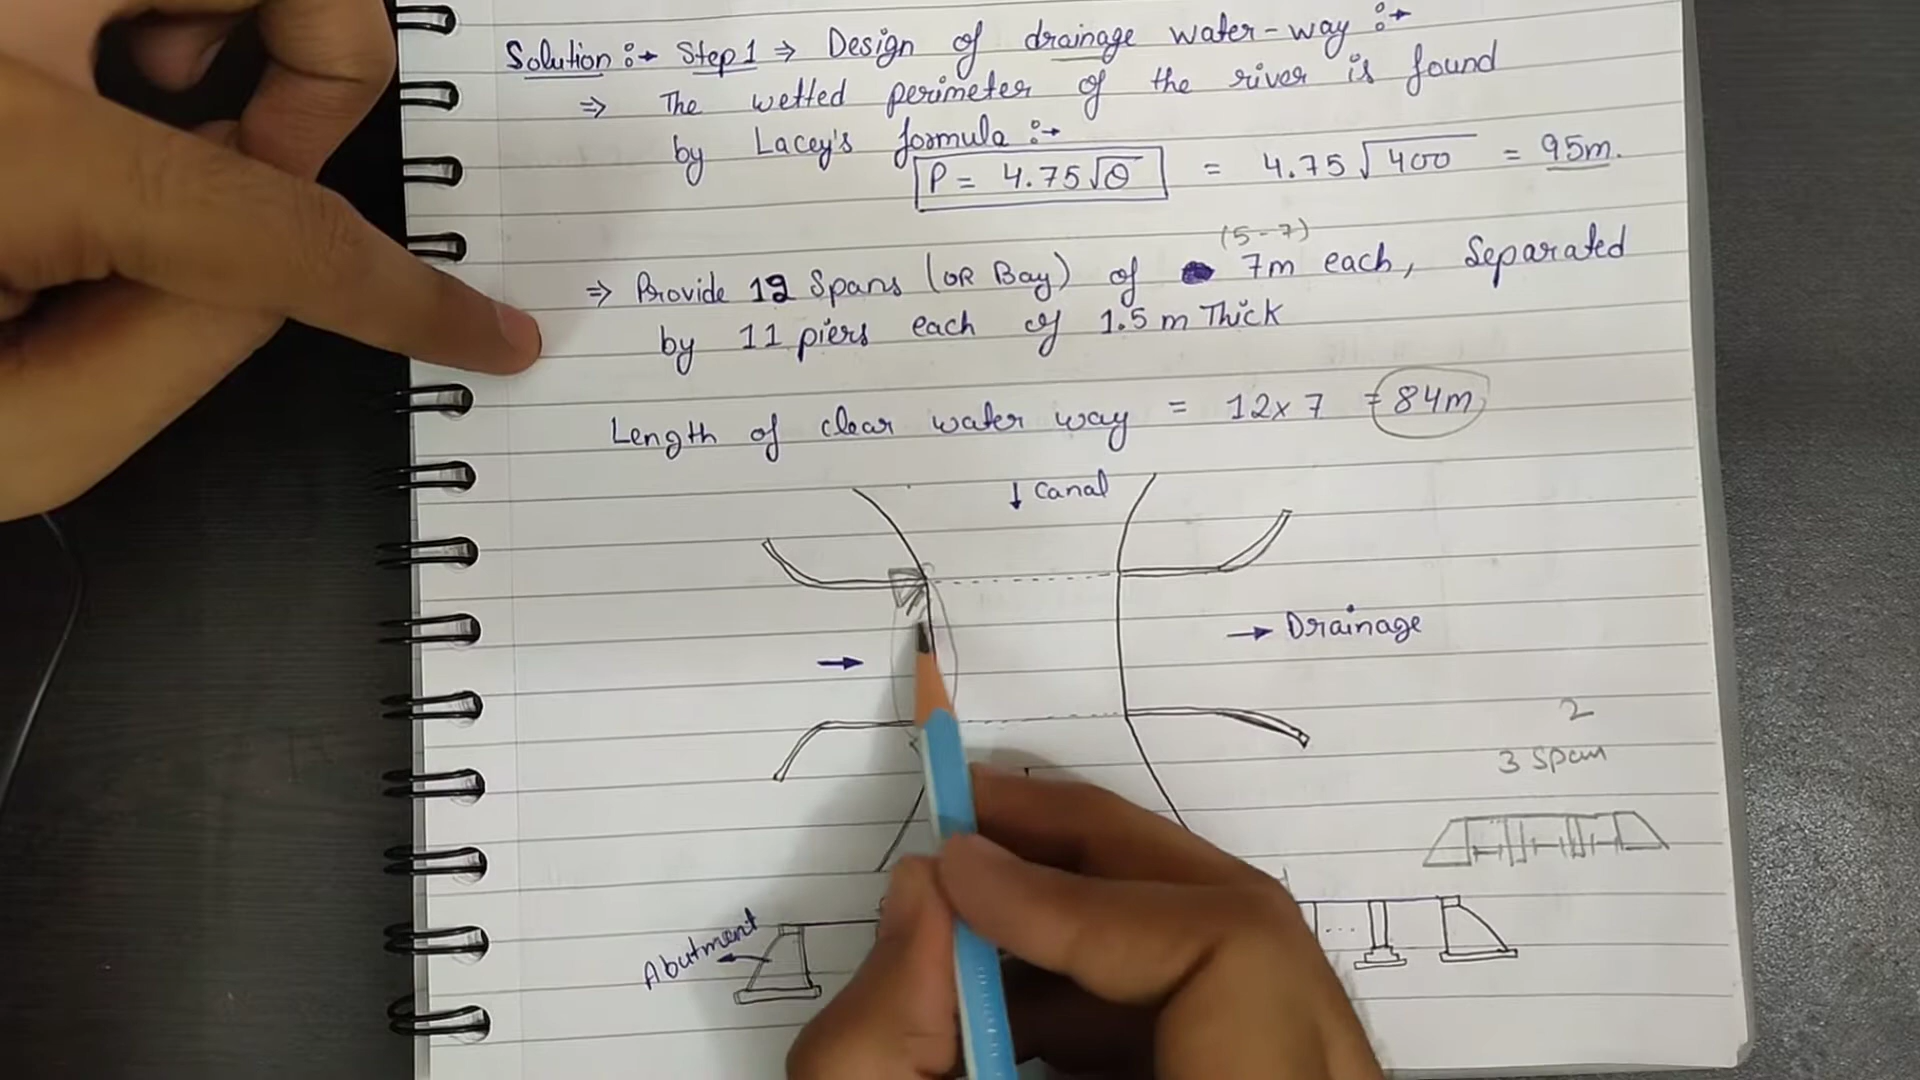 Solution :→ Step 1 ⇒ Design of drainage water-way :→
⇒ The wetted perimeter of the river is found
by Lacey's formula :→
P = 4.75√Q = 4.75√400 = 95m.
(5-7)
⇒ Provide 12 Spans (OR Bay) of 7m each, Separated
by 11 piers each of 1.5m Thick
Length of clear water way = 12x7 = 84m
↓ Canal
→ Drainage
2
3 Span
Abutment
...